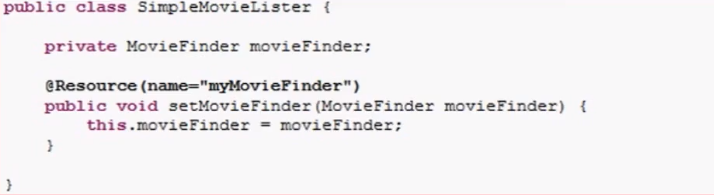 public class SimpleMovieLister {
private MovieFinder movieFinder;
@Resource(name="myMovieFinder")
public void setMovieFinder(MovieFinder movieFinder) {
this.movieFinder = movieFinder;
}
}